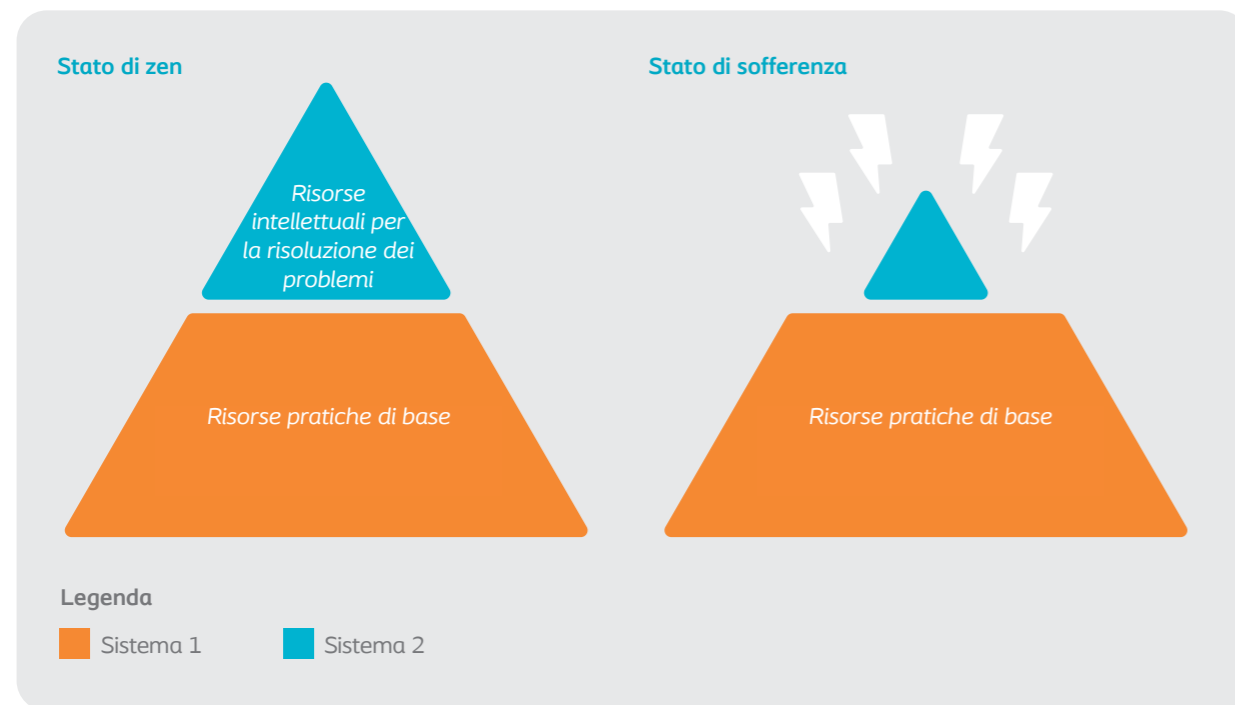 Stato di zen
Risorse
intellettuali per
la risoluzione dei
problemi
Risorse pratiche di base
Stato di sofferenza
Risorse pratiche di base
Legenda
Sistema 1
Sistema 2